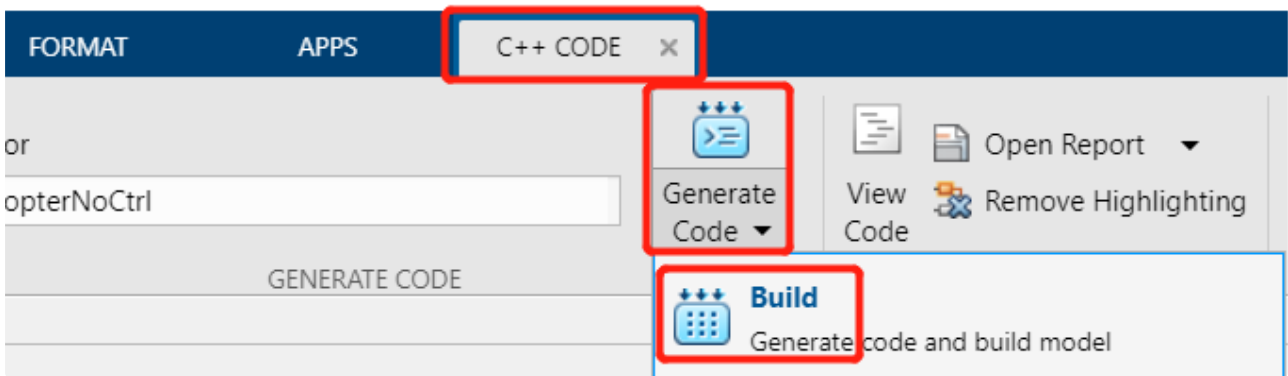 FORMAT APPS C++ CODE
or
opterNoCtrl
Generate
Code
View
Code
Open Report
Remove Highlighting
GENERATE CODE
Build
Generate code and build model